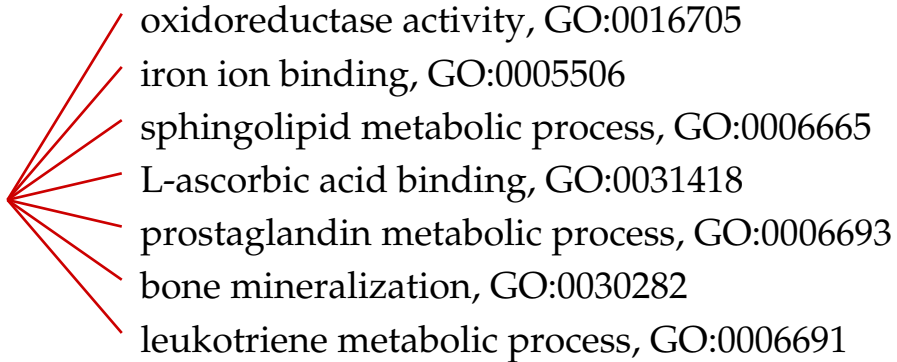 oxidoreductase activity, GO:0016705
iron ion binding, GO:0005506
sphingolipid metabolic process, GO:0006665
L-ascorbic acid binding, GO:0031418
prostaglandin metabolic process, GO:0006693
bone mineralization, GO:0030282
leukotriene metabolic process, GO:0006691